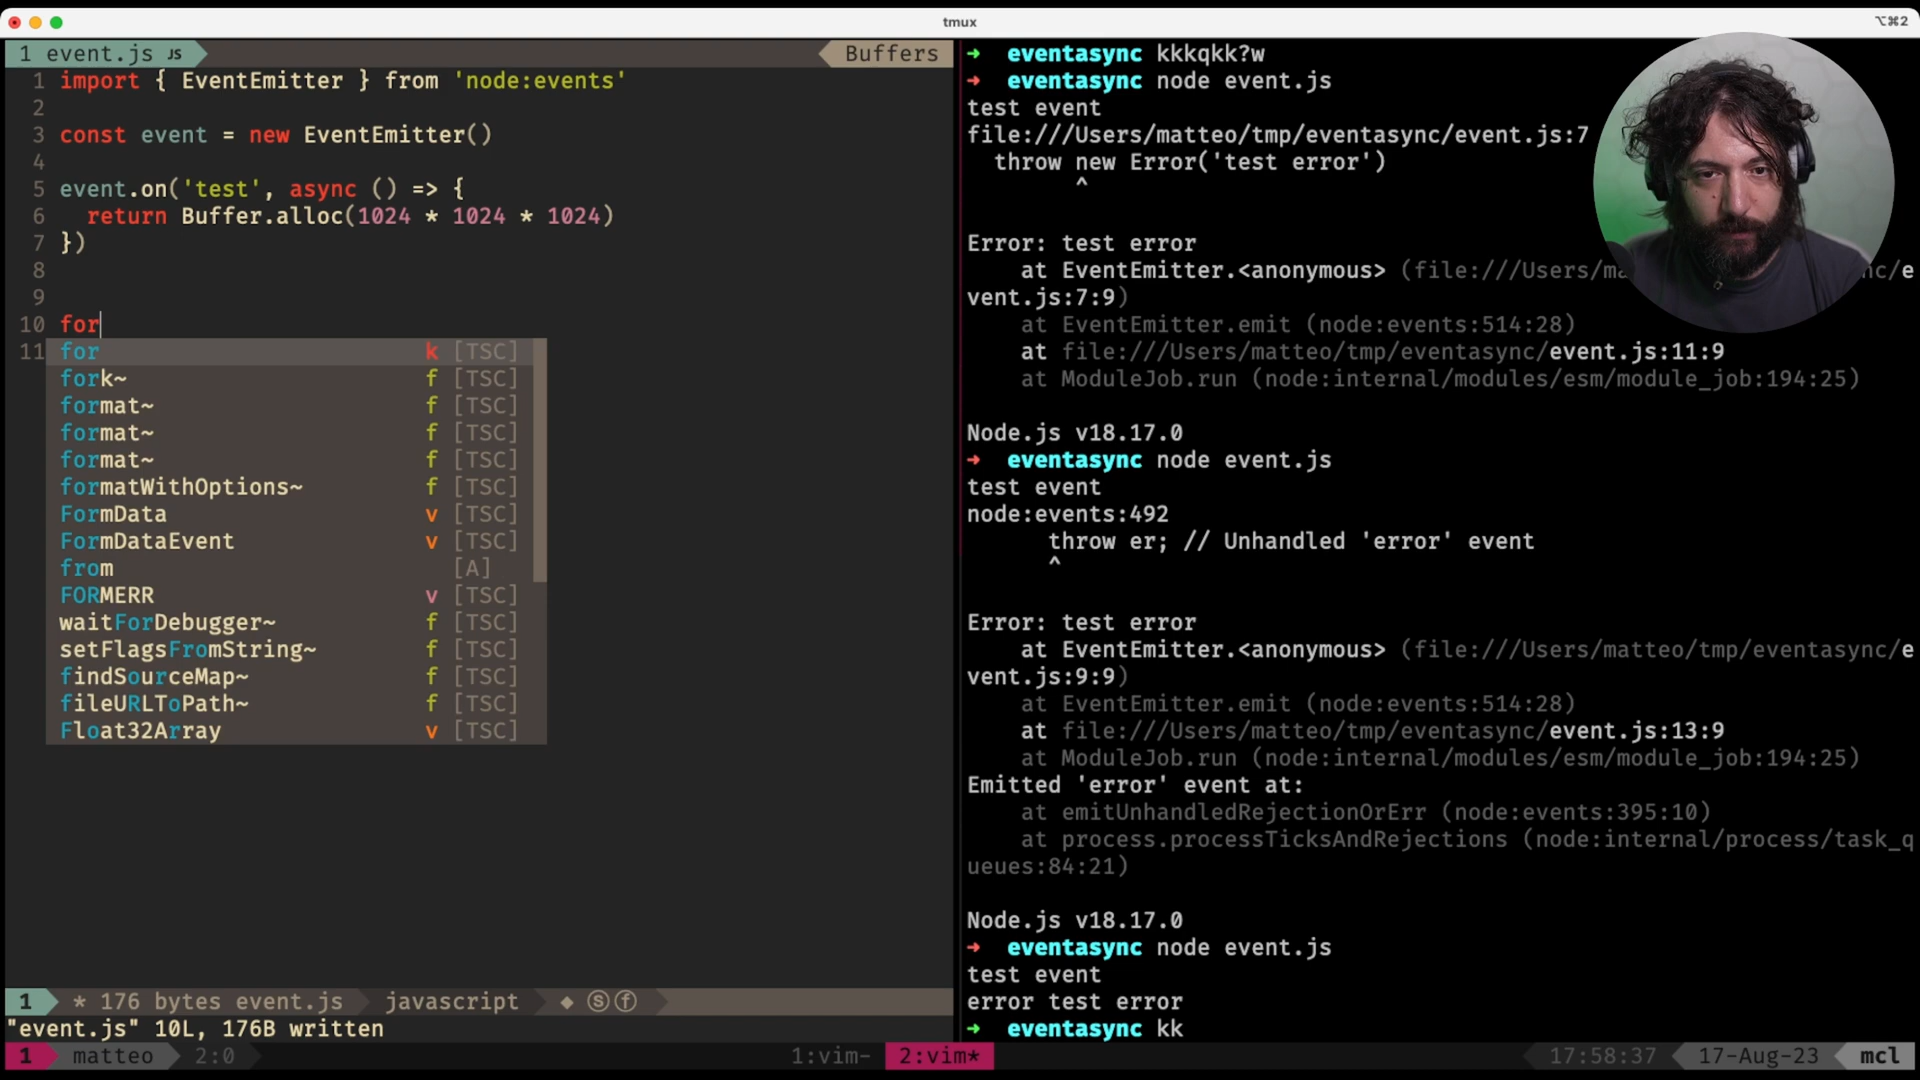 tmux
⌥⌘2
1 event.js JS
Buffers
1 import { EventEmitter } from 'node:events'
2
3 const event = new EventEmitter()
4
5 event.on('test', async () => {
6   return Buffer.alloc(1024 * 1024 * 1024)
7 })
8
9
10 for
11
for k [TSC]
fork~ f [TSC]
format~ f [TSC]
format~ f [TSC]
format~ f [TSC]
formatWithOptions~ f [TSC]
FormData v [TSC]
FormDataEvent v [TSC]
from [A]
FORMERR v [TSC]
waitForDebugger~ f [TSC]
setFlagsFromString~ f [TSC]
findSourceMap~ f [TSC]
fileURLToPath~ f [TSC]
Float32Array v [TSC]
1 * 176 bytes event.js javascript ◆ ⓢⓕ
"event.js" 10L, 176B written
➜ eventasync kkkqkk?w
➜ eventasync node event.js
test event
file:///Users/matteo/tmp/eventasync/event.js:7
  throw new Error('test error')
        ^
Error: test error
    at EventEmitter.<anonymous> (file:///Users/ma nc/e
vent.js:7:9)
    at EventEmitter.emit (node:events:514:28)
    at file:///Users/matteo/tmp/eventasync/event.js:11:9
    at ModuleJob.run (node:internal/modules/esm/module_job:194:25)
Node.js v18.17.0
➜ eventasync node event.js
test event
node:events:492
      throw er; // Unhandled 'error' event
      ^
Error: test error
    at EventEmitter.<anonymous> (file:///Users/matteo/tmp/eventasync/e
vent.js:9:9)
    at EventEmitter.emit (node:events:514:28)
    at file:///Users/matteo/tmp/eventasync/event.js:13:9
    at ModuleJob.run (node:internal/modules/esm/module_job:194:25)
Emitted 'error' event at:
    at emitUnhandledRejectionOrErr (node:events:395:10)
    at process.processTicksAndRejections (node:internal/process/task_q
ueues:84:21)
Node.js v18.17.0
➜ eventasync node event.js
test event
error test error
➜ eventasync kk
1 matteo 2:0 1:vim- 2:vim* 17:58:37 17-Aug-23 mcl